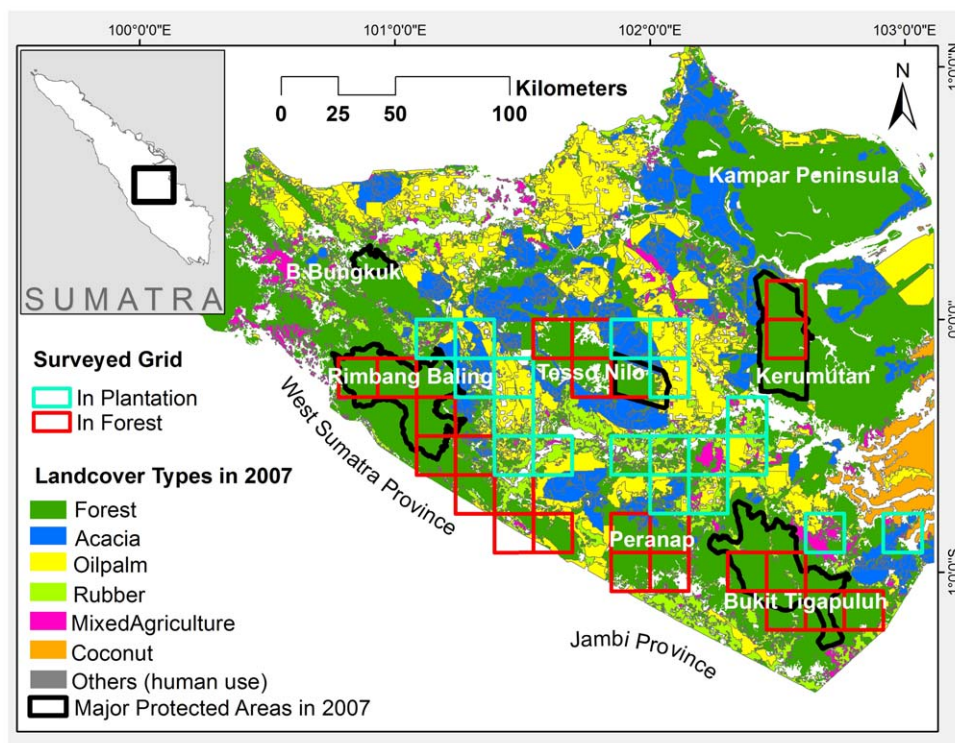 100°0'0"E 101°0'0"E 102°0'0"E 103°0'0"E
1°0'0"N
0°0'0"
1°0'0"S
N
Kilometers
0 25 50 100
SUMATRA
Kampar Peninsula
B.Bungkuk
Rimbang Baling
Tesso Nilo
Kerumutan
Peranap
Bukit Tigapuluh
West Sumatra Province
Jambi Province
Surveyed Grid
In Plantation
In Forest
Landcover Types in 2007
Forest
Acacia
Oilpalm
Rubber
MixedAgriculture
Coconut
Others (human use)
Major Protected Areas in 2007